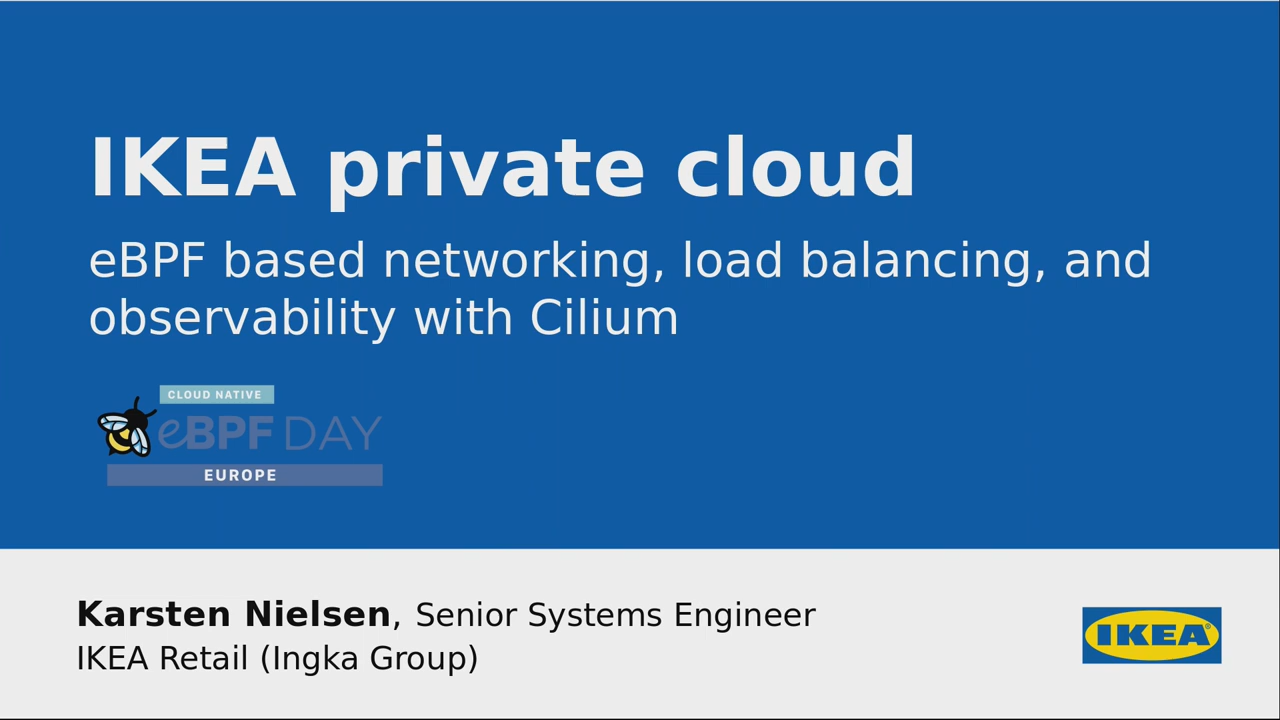 IKEA private cloud
eBPF based networking, load balancing, and
observability with Cilium
CLOUD NATIVE
eBPF DAY
EUROPE
Karsten Nielsen, Senior Systems Engineer
IKEA Retail (Ingka Group)
IKEA®